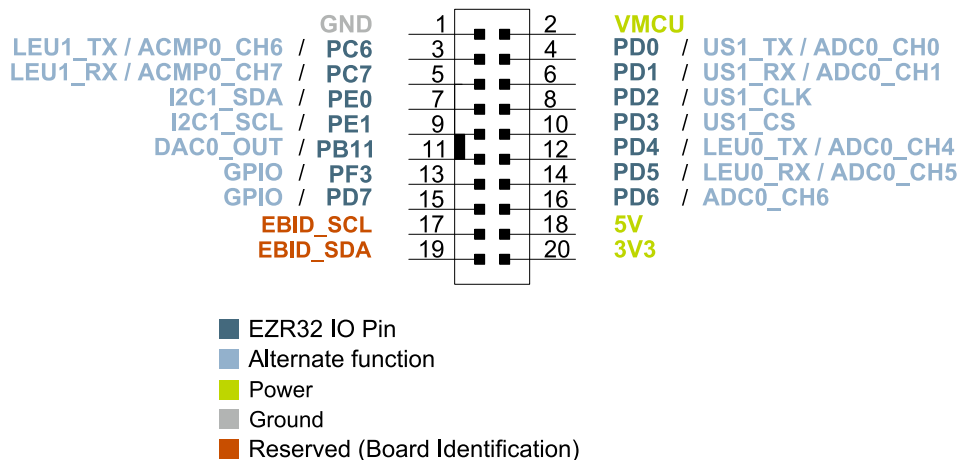 GND 1 2 VMCU
LEU1_TX / ACMP0_CH6 / PC6 3 4 PD0 / US1_TX / ADC0_CH0
LEU1_RX / ACMP0_CH7 / PC7 5 6 PD1 / US1_RX / ADC0_CH1
I2C1_SDA / PE0 7 8 PD2 / US1_CLK
I2C1_SCL / PE1 9 10 PD3 / US1_CS
DAC0_OUT / PB11 11 12 PD4 / LEU0_TX / ADC0_CH4
GPIO / PF3 13 14 PD5 / LEU0_RX / ADC0_CH5
GPIO / PD7 15 16 PD6 / ADC0_CH6
EBID_SCL 17 18 5V
EBID_SDA 19 20 3V3
EZR32 IO Pin
Alternate function
Power
Ground
Reserved (Board Identification)